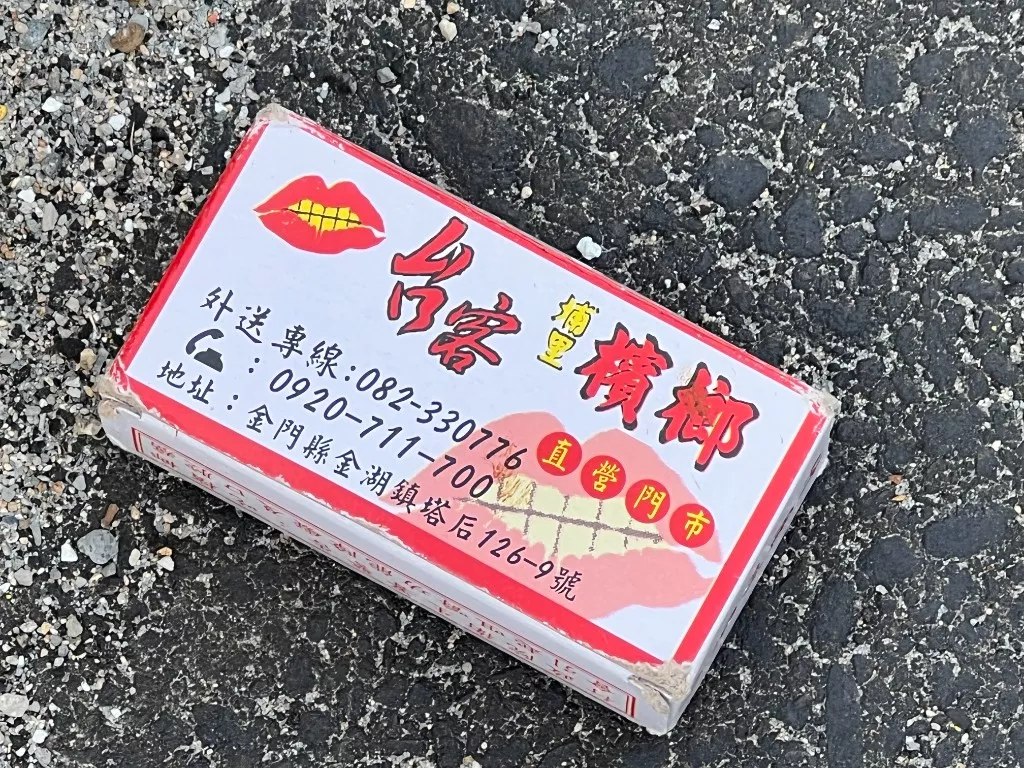 台客 埔里 檳榔
外送專線:082-330776
:0920-711-700
直營門市
地址:金門縣金湖鎮塔后126-9號